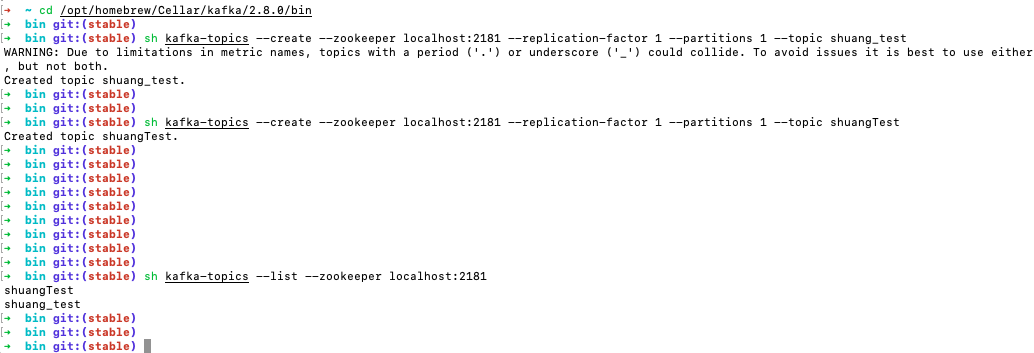 [➜  ~ cd /opt/homebrew/Cellar/kafka/2.8.0/bin
[➜  bin git:(stable)
[➜  bin git:(stable) sh kafka-topics --create --zookeeper localhost:2181 --replication-factor 1 --partitions 1 --topic shuang_test
WARNING: Due to limitations in metric names, topics with a period ('.') or underscore ('_') could collide. To avoid issues it is best to use either
, but not both.
Created topic shuang_test.
[➜  bin git:(stable)
[➜  bin git:(stable)
[➜  bin git:(stable) sh kafka-topics --create --zookeeper localhost:2181 --replication-factor 1 --partitions 1 --topic shuangTest
Created topic shuangTest.
[➜  bin git:(stable)
[➜  bin git:(stable)
[➜  bin git:(stable)
[➜  bin git:(stable)
[➜  bin git:(stable)
[➜  bin git:(stable)
[➜  bin git:(stable)
[➜  bin git:(stable)
[➜  bin git:(stable)
[➜  bin git:(stable) sh kafka-topics --list --zookeeper localhost:2181
shuangTest
shuang_test
[➜  bin git:(stable)
[➜  bin git:(stable)
➜  bin git:(stable)